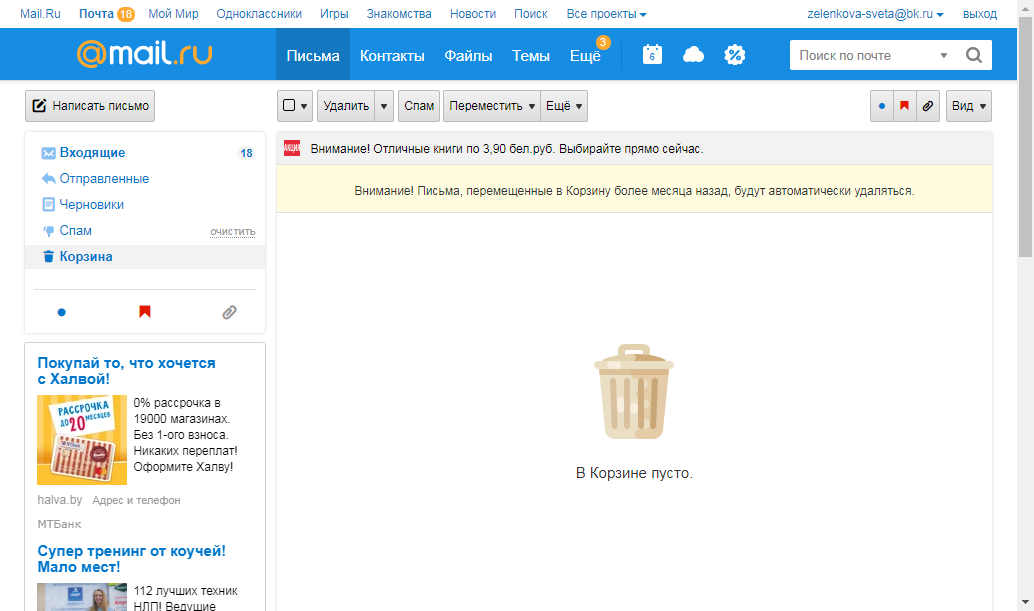 Mail.Ru Почта 18 Мой Мир Одноклассники Игры Знакомства Новости Поиск Все проекты zelenkova-sveta@bk.ru выход
@mail.ru Письма Контакты Файлы Темы Ещё 3 6 % Поиск по почте
Написать письмо Удалить Спам Переместить Ещё Вид
Входящие 18
Отправленные
Черновики
Спам очистить
Корзина
АКЦИЯ Внимание! Отличные книги по 3,90 бел.руб. Выбирайте прямо сейчас.
Внимание! Письма, перемещенные в Корзину более месяца назад, будут автоматически удаляться.
В Корзине пусто.
Покупай то, что хочется
с Халвой!
РАССРОЧКА
ДО 20 МЕСЯЦЕВ
0% рассрочка в
19000 магазинах.
Без 1-ого взноса.
Никаких переплат!
Оформите Халву!
halva.by Адрес и телефон
МТБанк
Супер тренинг от коучей!
Мало мест!
112 лучших техник
НЛП! Ведущие